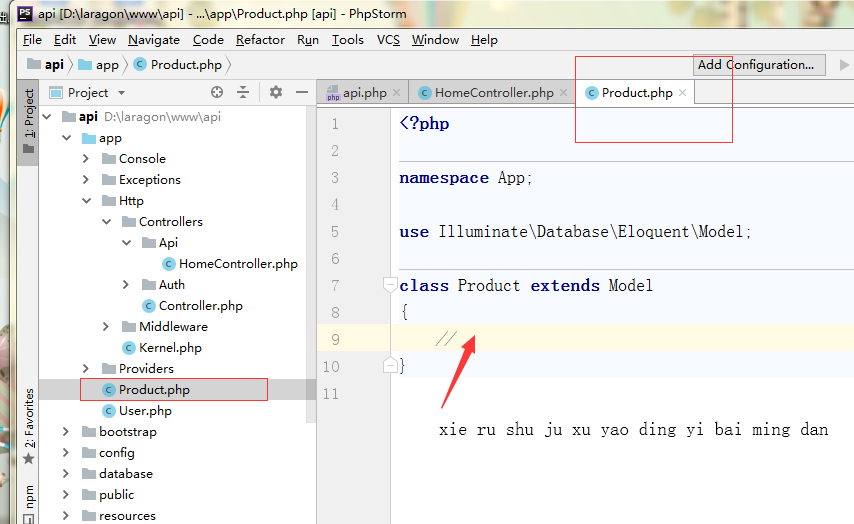 api [D:\laragon\www\api] - ...\app\Product.php [api] - PhpStorm
File Edit View Navigate Code Refactor Run Tools VCS Window Help
api app Product.php Add Configuration...
1: Project
Project
api.php HomeController.php Product.php
api D:\laragon\www\api
app
Console
Exceptions
Http
Controllers
Api
HomeController.php
Auth
Controller.php
Middleware
Kernel.php
Providers
Product.php
User.php
bootstrap
config
database
public
resources
2: Favorites
npm
1 <?php
2
3 namespace App;
4
5 use Illuminate\Database\Eloquent\Model;
6
7 class Product extends Model
8 {
9 //
10 }
11
xie ru shu ju xu yao ding yi bai ming dan